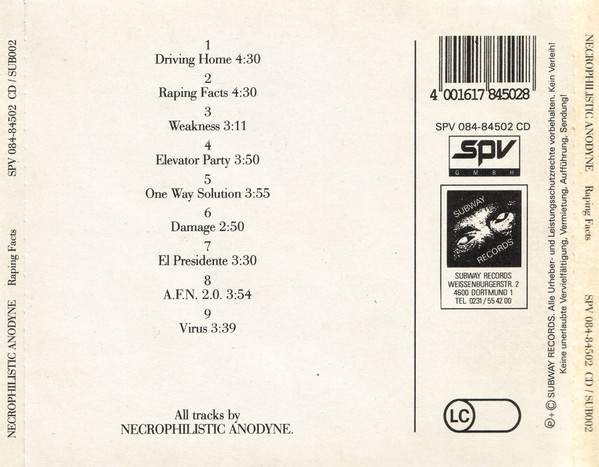 1
Driving Home 4:30
2
Raping Facts 4:30
3
Weakness 3:11
4
Elevator Party 3:50
5
One Way Solution 3:55
6
Damage 2:50
7
El Presidente 3:30
8
A.F.N. 2.0. 3:54
9
Virus 3:39
All tracks by
NECROPHILISTIC ANODYNE.
4 001617 845028
SPV 084-84502 CD
SPV
GMBH
SUBWAY
RECORDS
SUBWAY RECORDS
WEISSENBURGERSTR. 2
4600 DORTMUND 1
TEL 0231/55 42 00
LC
Ⓟ+© SUBWAY RECORDS. Alle Urheber- und Leistungsschutzrechte vorbehalten. Kein Verleih!
Keine unerlaubte Vervielfältigung, Vermietung, Aufführung, Sendung!
NECROPHILISTIC ANODYNE Raping Facts SPV 084-84502 CD / SUB002
NECROPHILISTIC ANODYNE Raping Facts SPV 084-84502 CD / SUB002